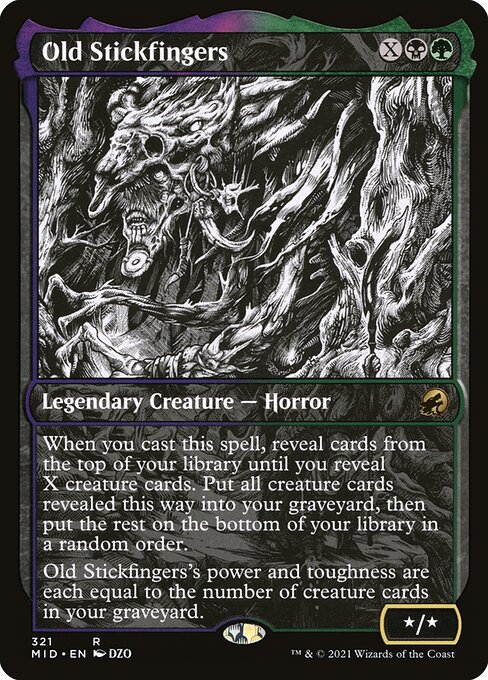 Old Stickfingers X
Legendary Creature — Horror
When you cast this spell, reveal cards from
the top of your library until you reveal
X creature cards. Put all creature cards
revealed this way into your graveyard, then
put the rest on the bottom of your library in
a random order.
Old Stickfingers's power and toughness are
each equal to the number of creature cards
in your graveyard.
*/*
321 R
MID • EN DZO ™ & © 2021 Wizards of the Coast